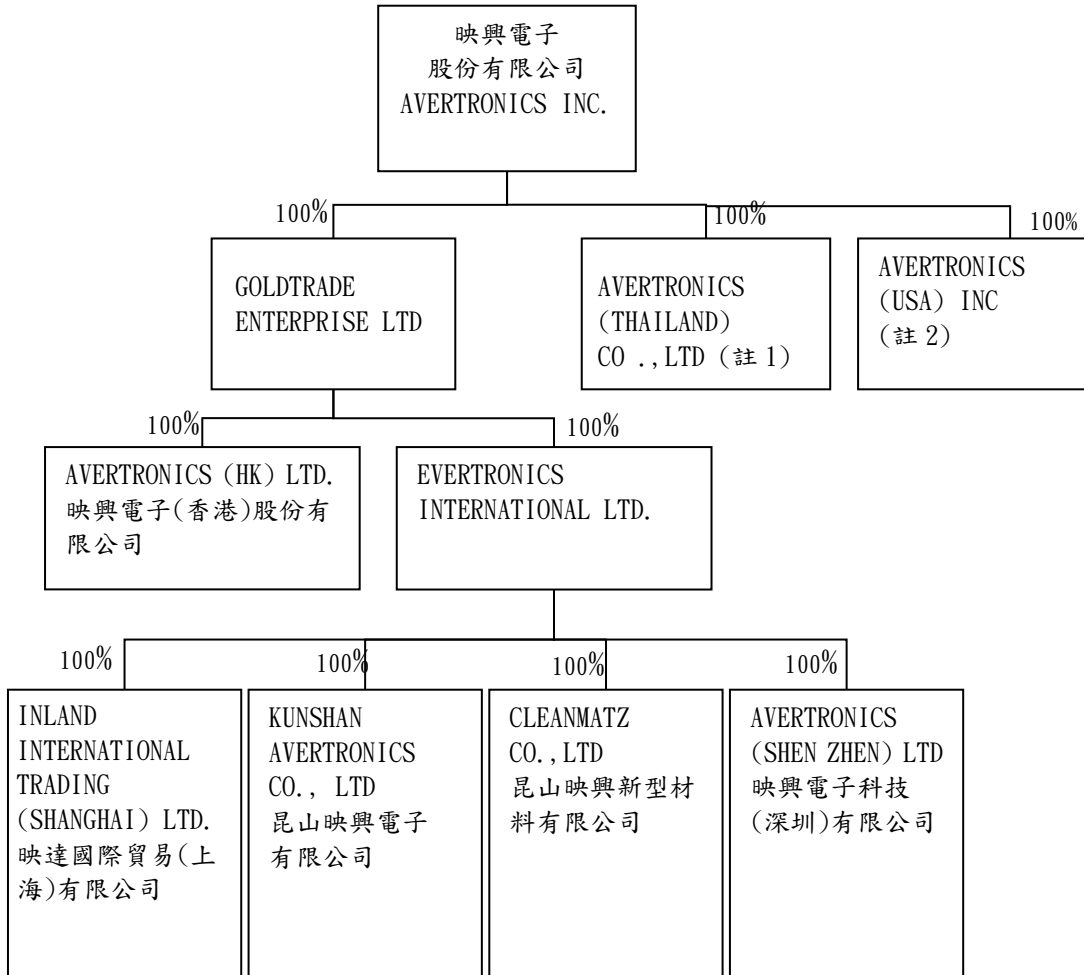 映興電子
股份有限公司
AVERTRONICS INC.
100%
100%
100%
GOLDTRADE
ENTERPRISE LTD
AVERTRONICS
(THAILAND)
CO .,LTD (註 1)
AVERTRONICS
(USA) INC
(註 2)
100%
100%
AVERTRONICS (HK) LTD.
映興電子(香港)股份有
限公司
EVERTRONICS
INTERNATIONAL LTD.
100%
100%
100%
100%
INLAND
INTERNATIONAL
TRADING
(SHANGHAI) LTD.
映達國際貿易(上
海)有限公司
KUNSHAN
AVERTRONICS
CO., LTD
昆山映興電子
有限公司
CLEANMATZ
CO.,LTD
昆山映興新型材
料有限公司
AVERTRONICS
(SHEN ZHEN) LTD
映興電子科技
(深圳)有限公司